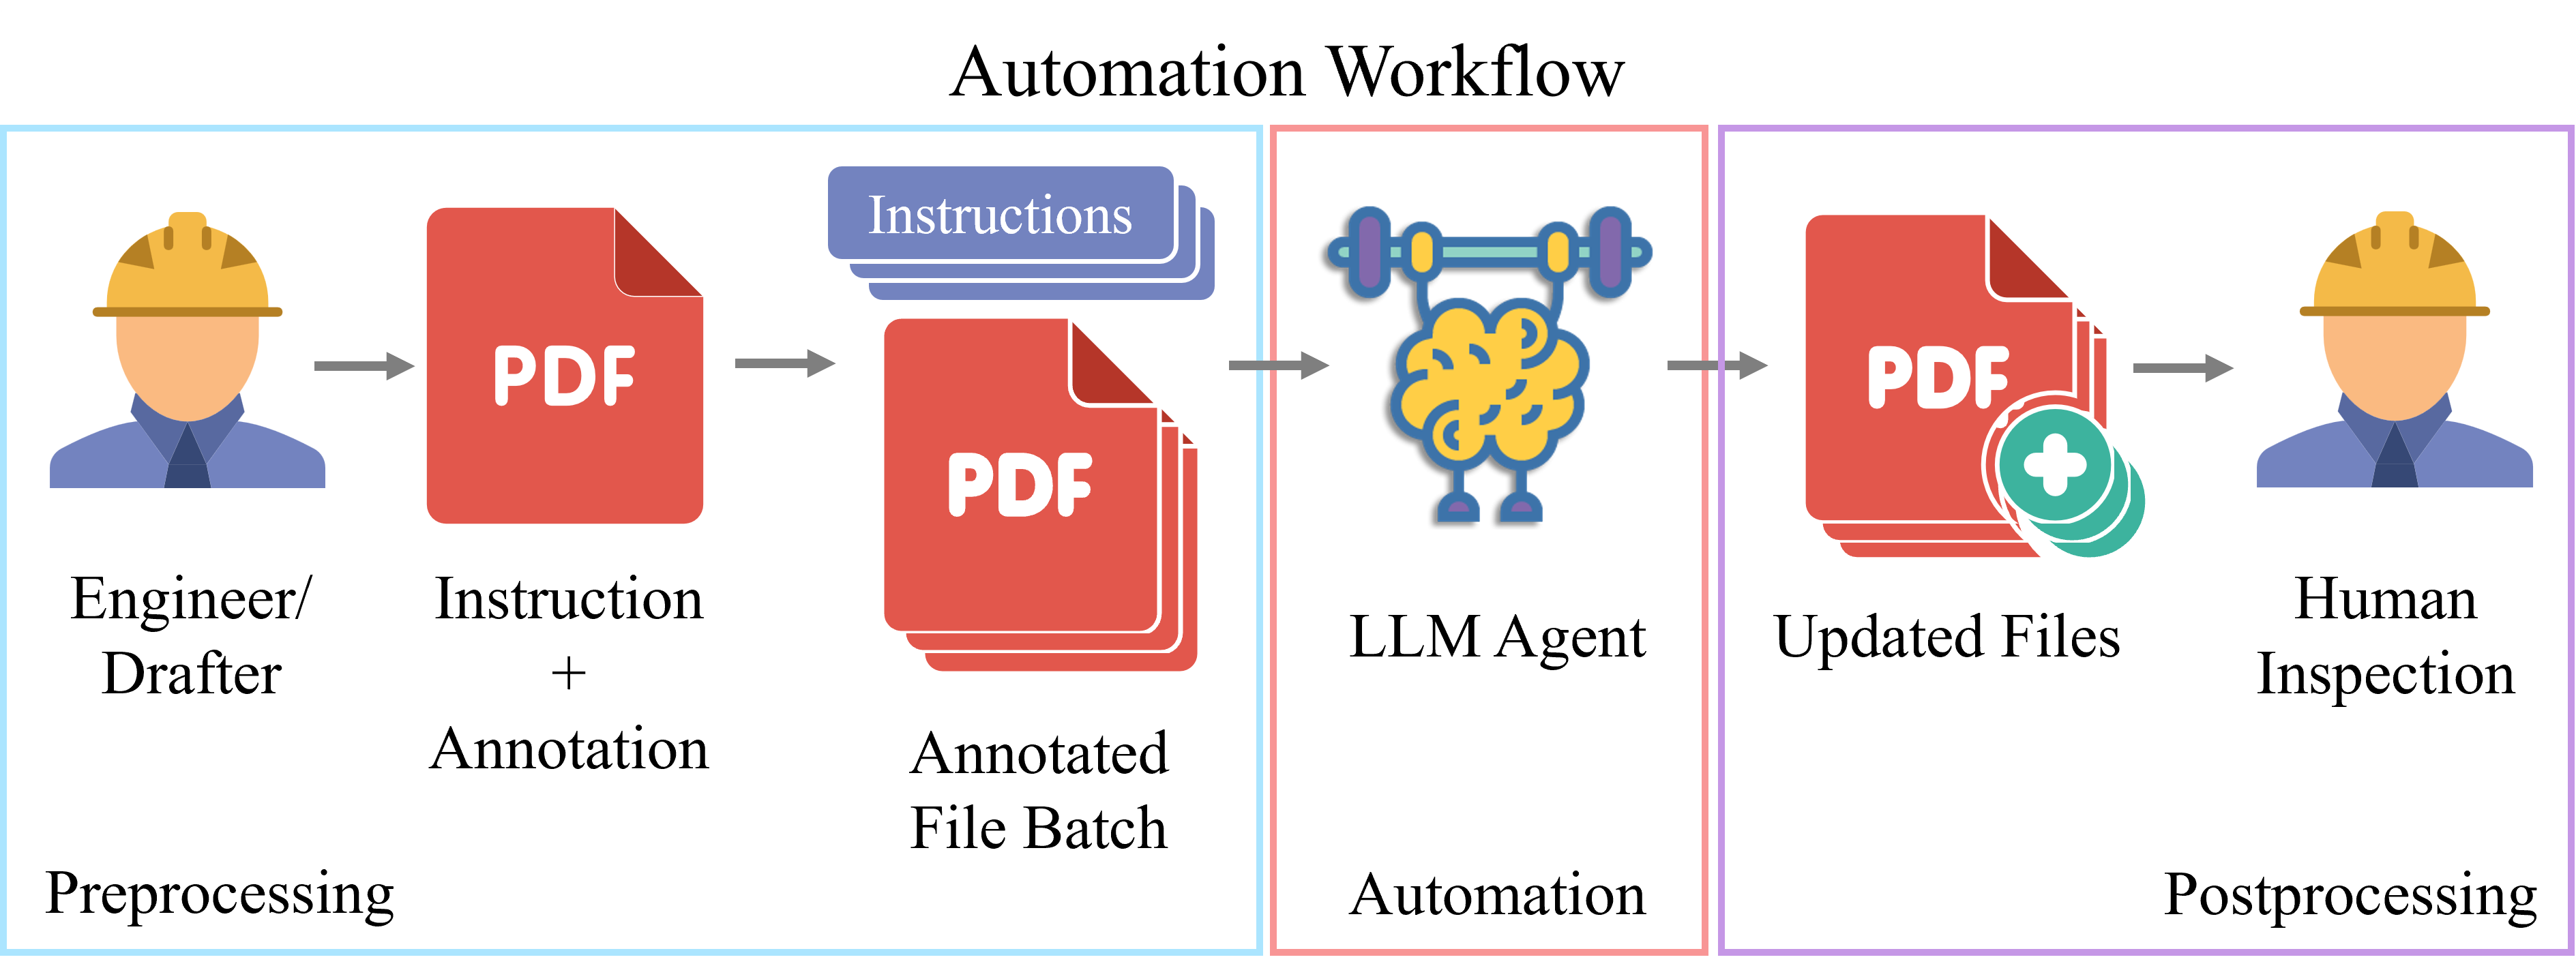 Automation Workflow
PDF
Engineer/
Drafter
Instruction
+
Annotation
Instructions
PDF
Annotated
File Batch
Preprocessing
LLM Agent
Automation
PDF
Updated Files
Human
Inspection
Postprocessing